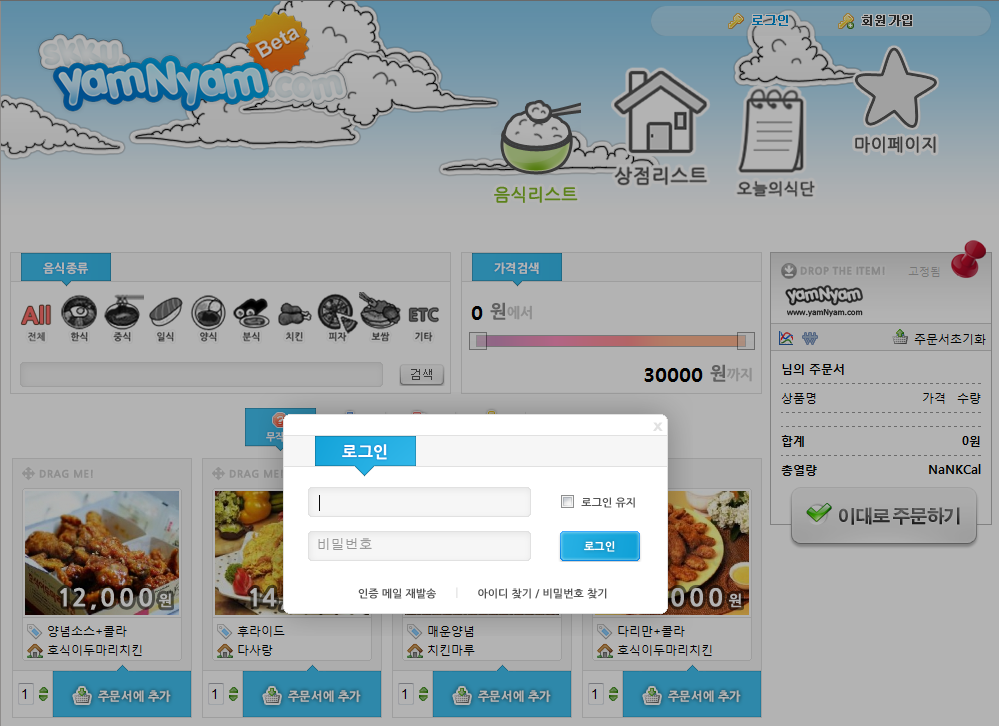 로그인
회원 가입
skku.
yamNyam.com
Beta
음식리스트
상점리스트
오늘의식단
마이페이지
음식종류
All
전체
한식
중식
일식
양식
분식
치킨
피자
보쌈
ETC
기타
검색
가격검색
0 원에서
30000 원까지
DROP THE ITEM!
고정됨
yamNyam
www.yamNyam.com
주문서초기화
님의 주문서
상품명 가격 수량
합계 0원
총열량 NaNKCal
이대로주문하기
로그인
x
로그인 유지
비밀번호
로그인
인증 메일 재발송 | 아이디 찾기 / 비밀번호 찾기
DRAG ME!
12,000원
양념소스+콜라
호식이두마리치킨
1
주문서에 추가
DRAG ME!
후라이드
다사랑
1
주문서에 추가
매운양념
치킨마루
1
주문서에 추가
000원
다리만+콜라
호식이두마리치킨
1
주문서에 추가